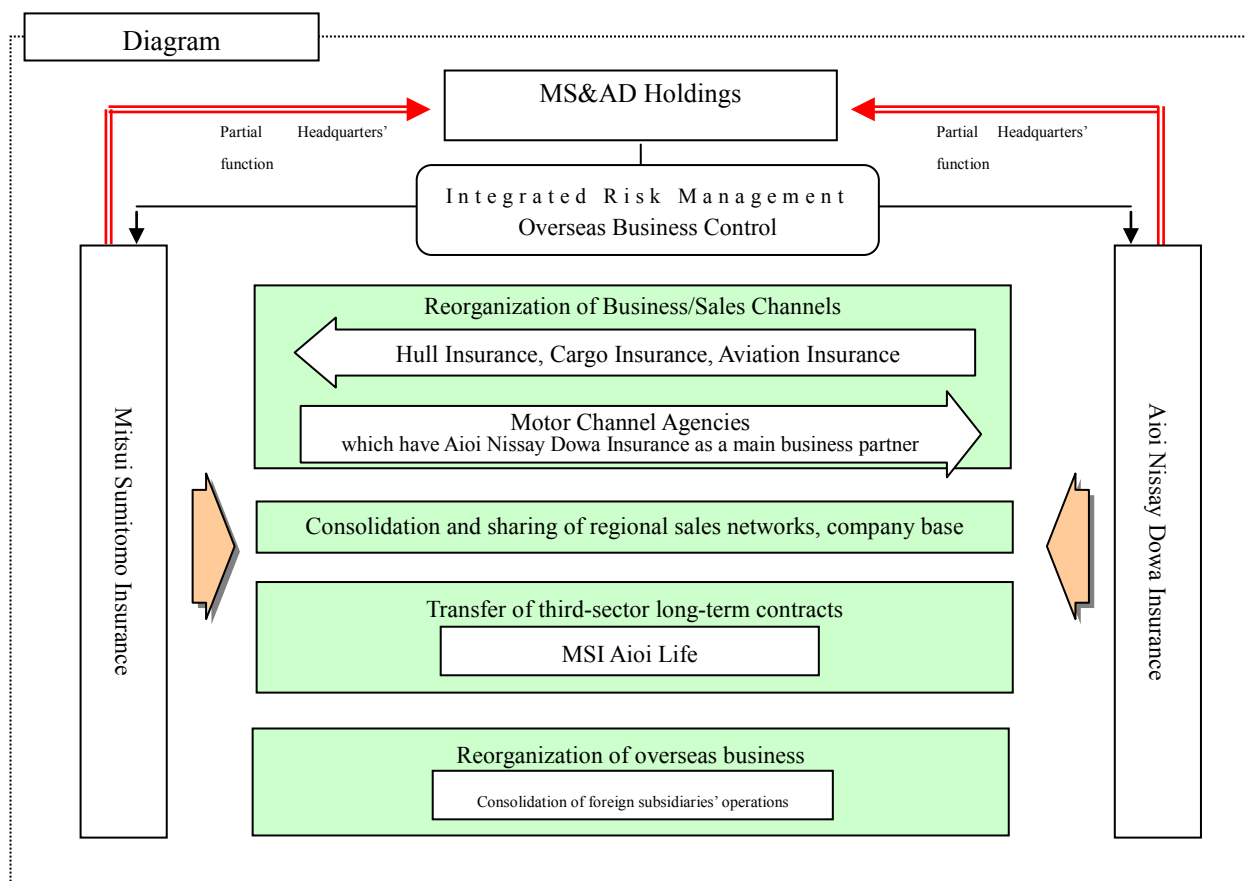 Diagram
MS&AD Holdings
Partial Headquarters’
function
Partial Headquarters’
function
Integrated Risk Management
Overseas Business Control
Mitsui Sumitomo Insurance
Aioi Nissay Dowa Insurance
Reorganization of Business/Sales Channels
Hull Insurance, Cargo Insurance, Aviation Insurance
Motor Channel Agencies
which have Aioi Nissay Dowa Insurance as a main business partner
Consolidation and sharing of regional sales networks, company base
Transfer of third-sector long-term contracts
MSI Aioi Life
Reorganization of overseas business
Consolidation of foreign subsidiaries’ operations